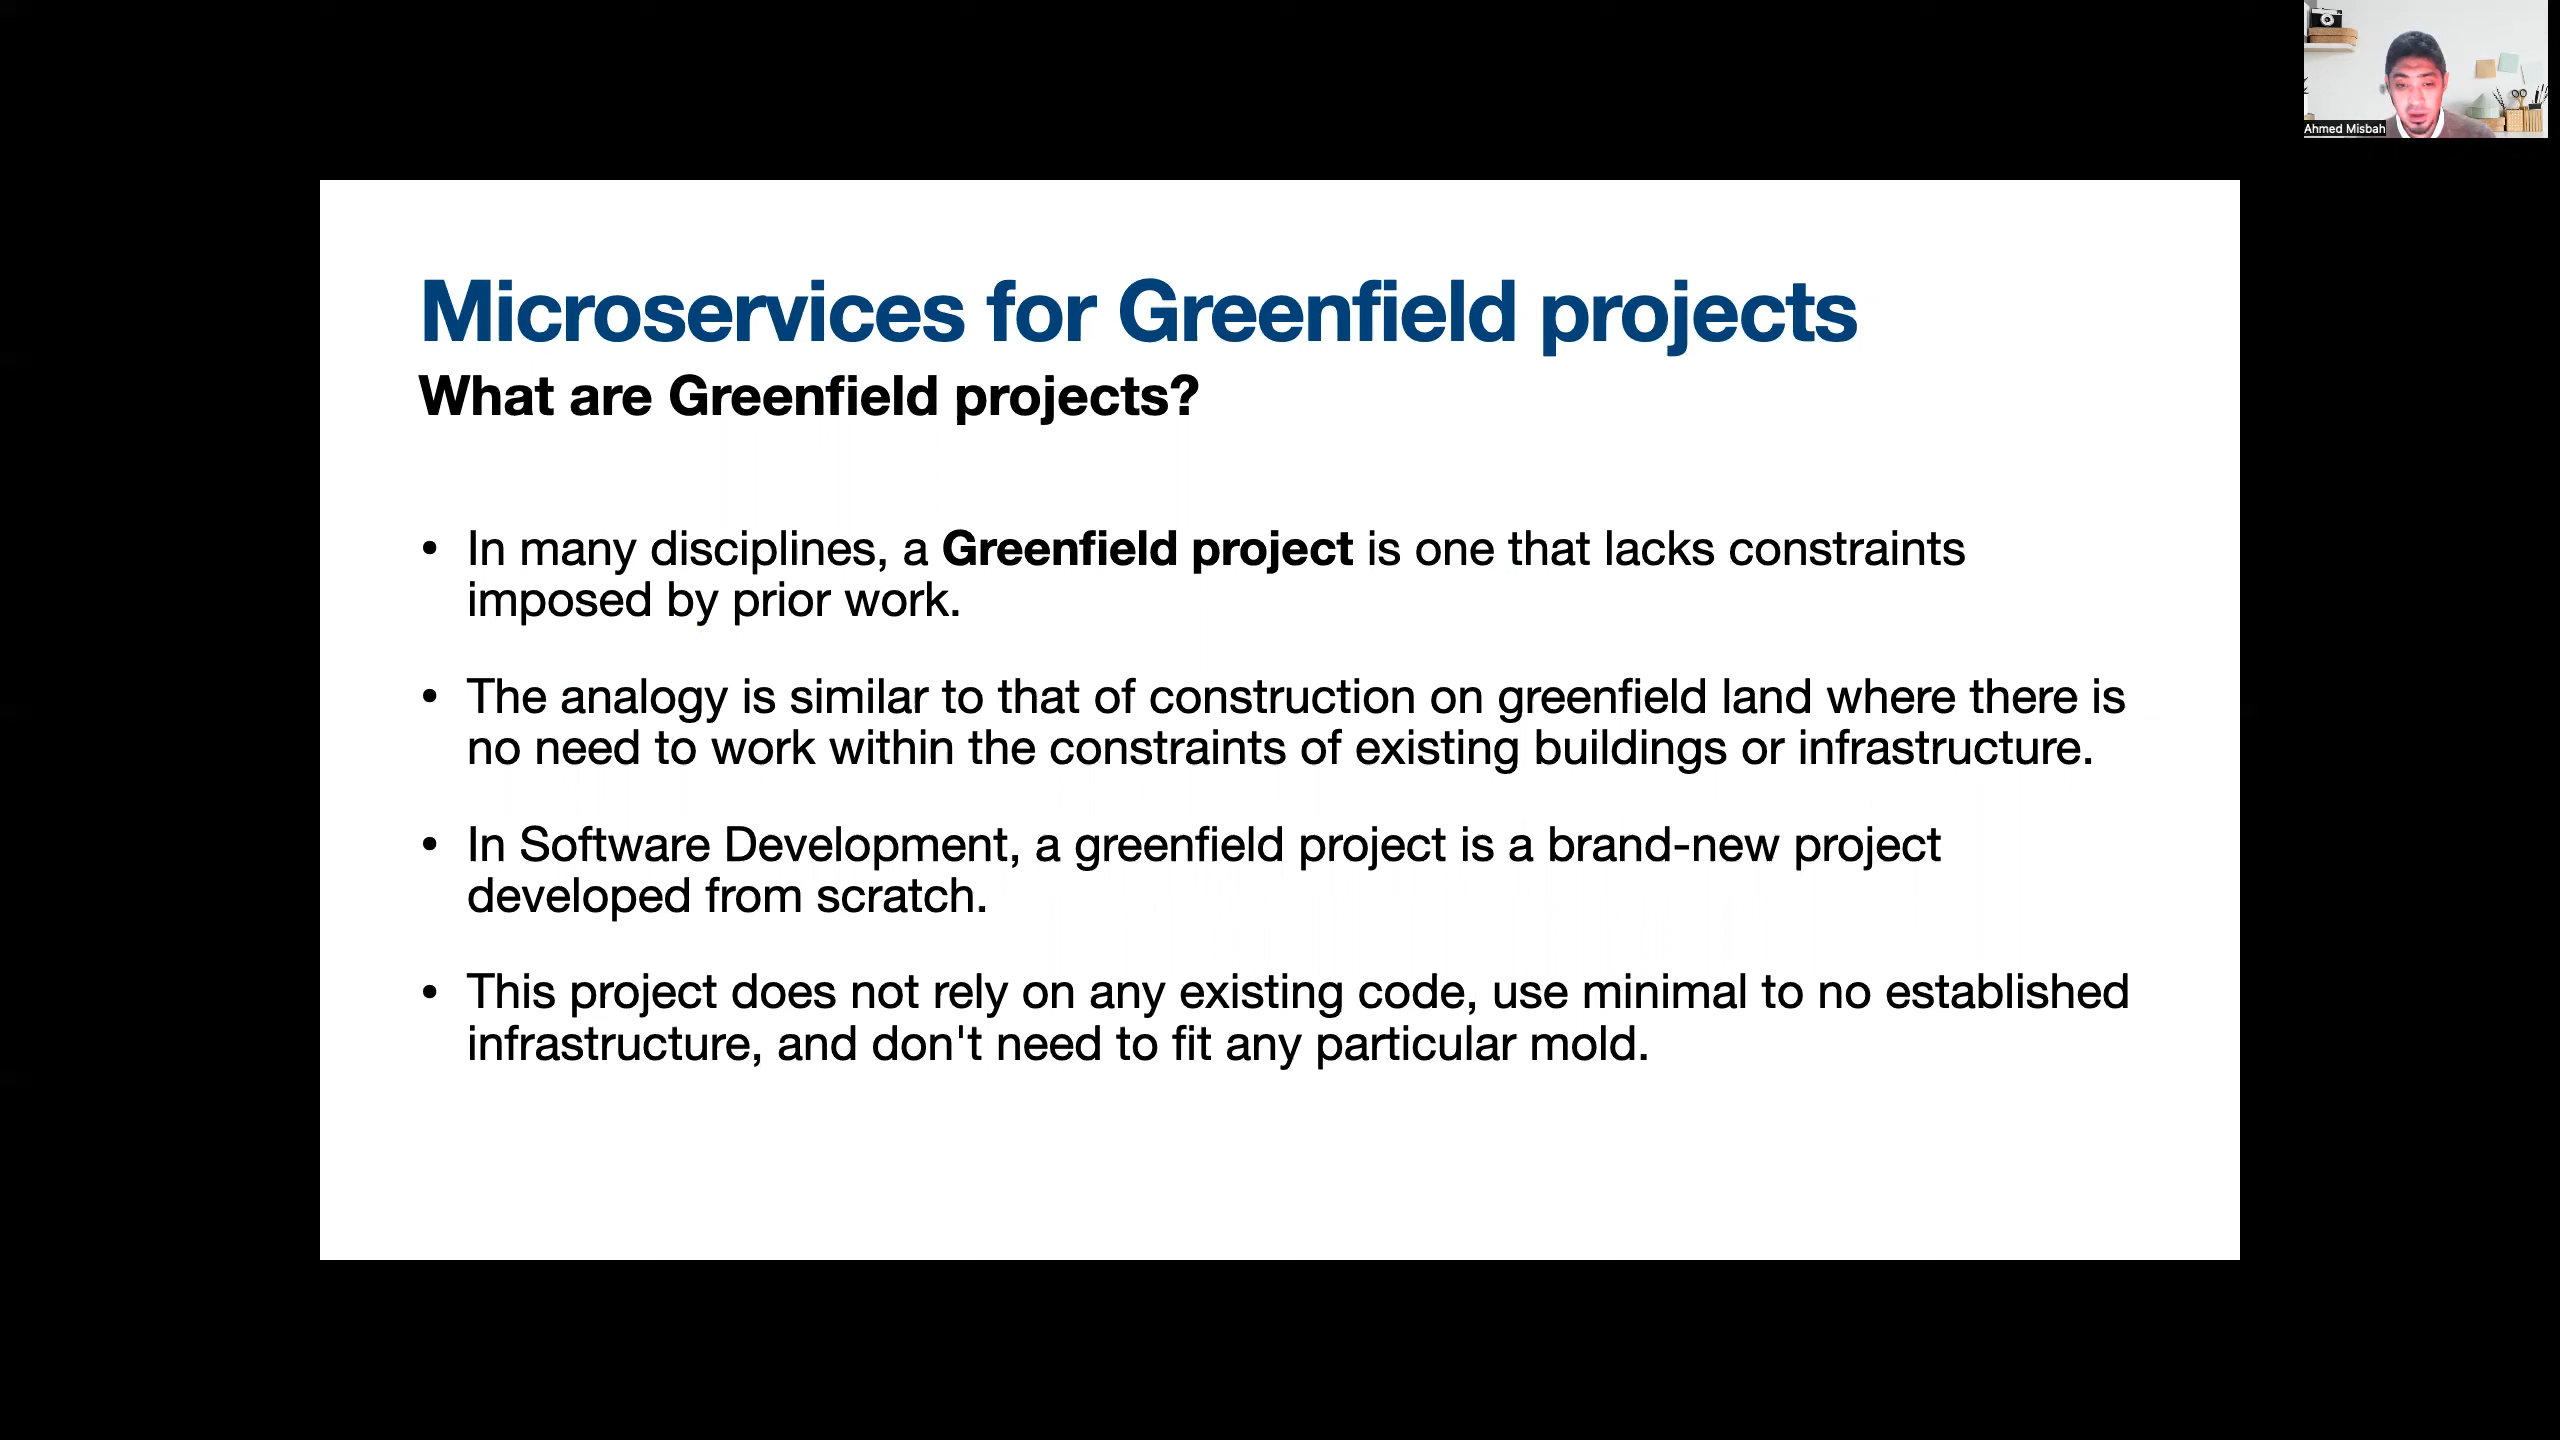 Ahmed Misbah
Microservices for Greenfield projects
What are Greenfield projects?
• In many disciplines, a Greenfield project is one that lacks constraints
imposed by prior work.
• The analogy is similar to that of construction on greenfield land where there is
no need to work within the constraints of existing buildings or infrastructure.
• In Software Development, a greenfield project is a brand-new project
developed from scratch.
• This project does not rely on any existing code, use minimal to no established
infrastructure, and don't need to fit any particular mold.